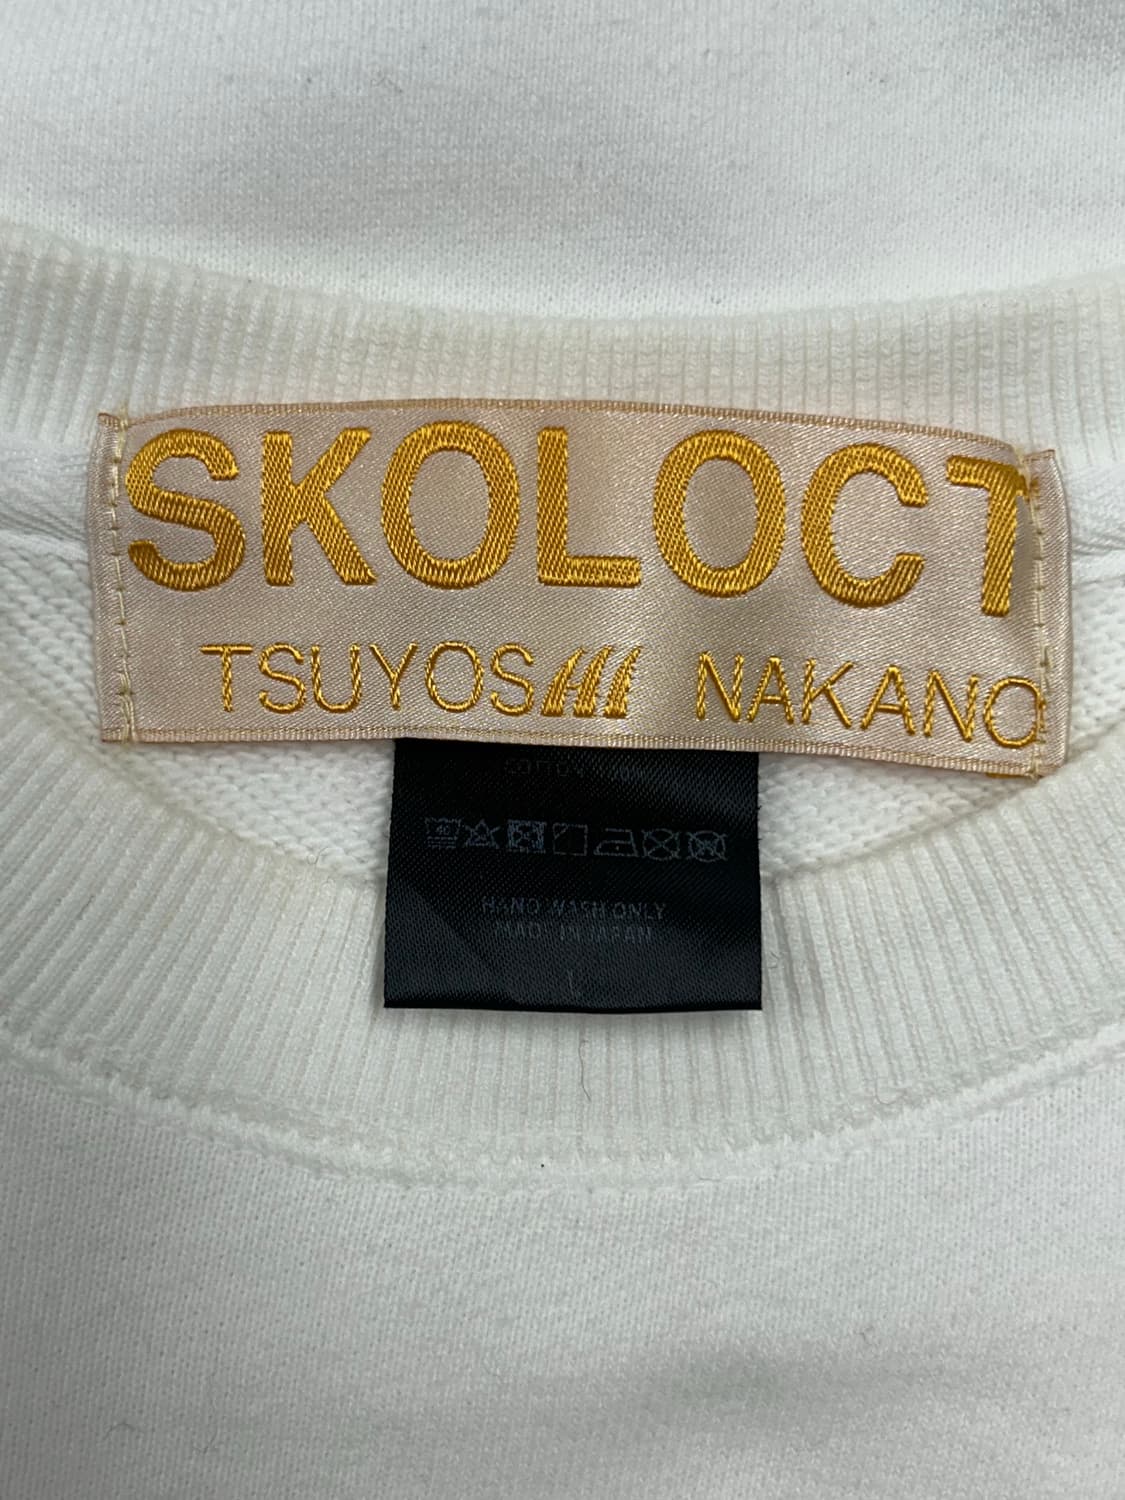 SKOLOCT
TSUYOSHI NAKANO
COTTON
HAND WASH ONLY
MADE IN JAPAN
L